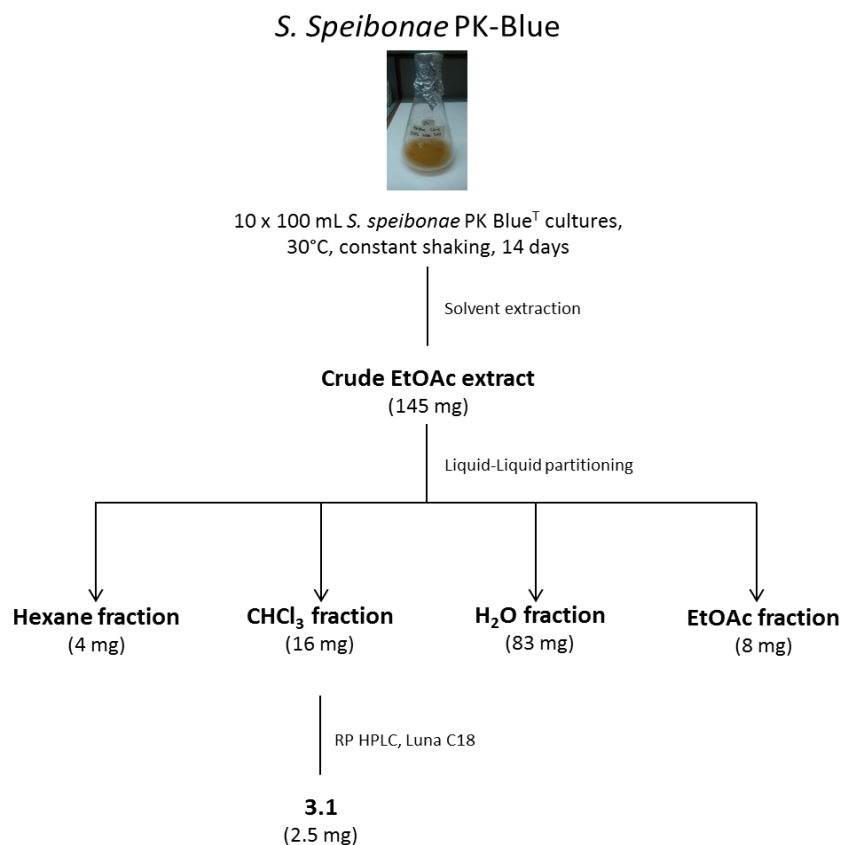 S. Speibonae PK-Blue
10 x 100 mL S. speibonae PK Blueᵀ cultures,
30°C, constant shaking, 14 days
Solvent extraction
Crude EtOAc extract
(145 mg)
Liquid-Liquid partitioning
Hexane fraction
(4 mg)
CHCl₃ fraction
(16 mg)
H₂O fraction
(83 mg)
EtOAc fraction
(8 mg)
RP HPLC, Luna C18
3.1
(2.5 mg)